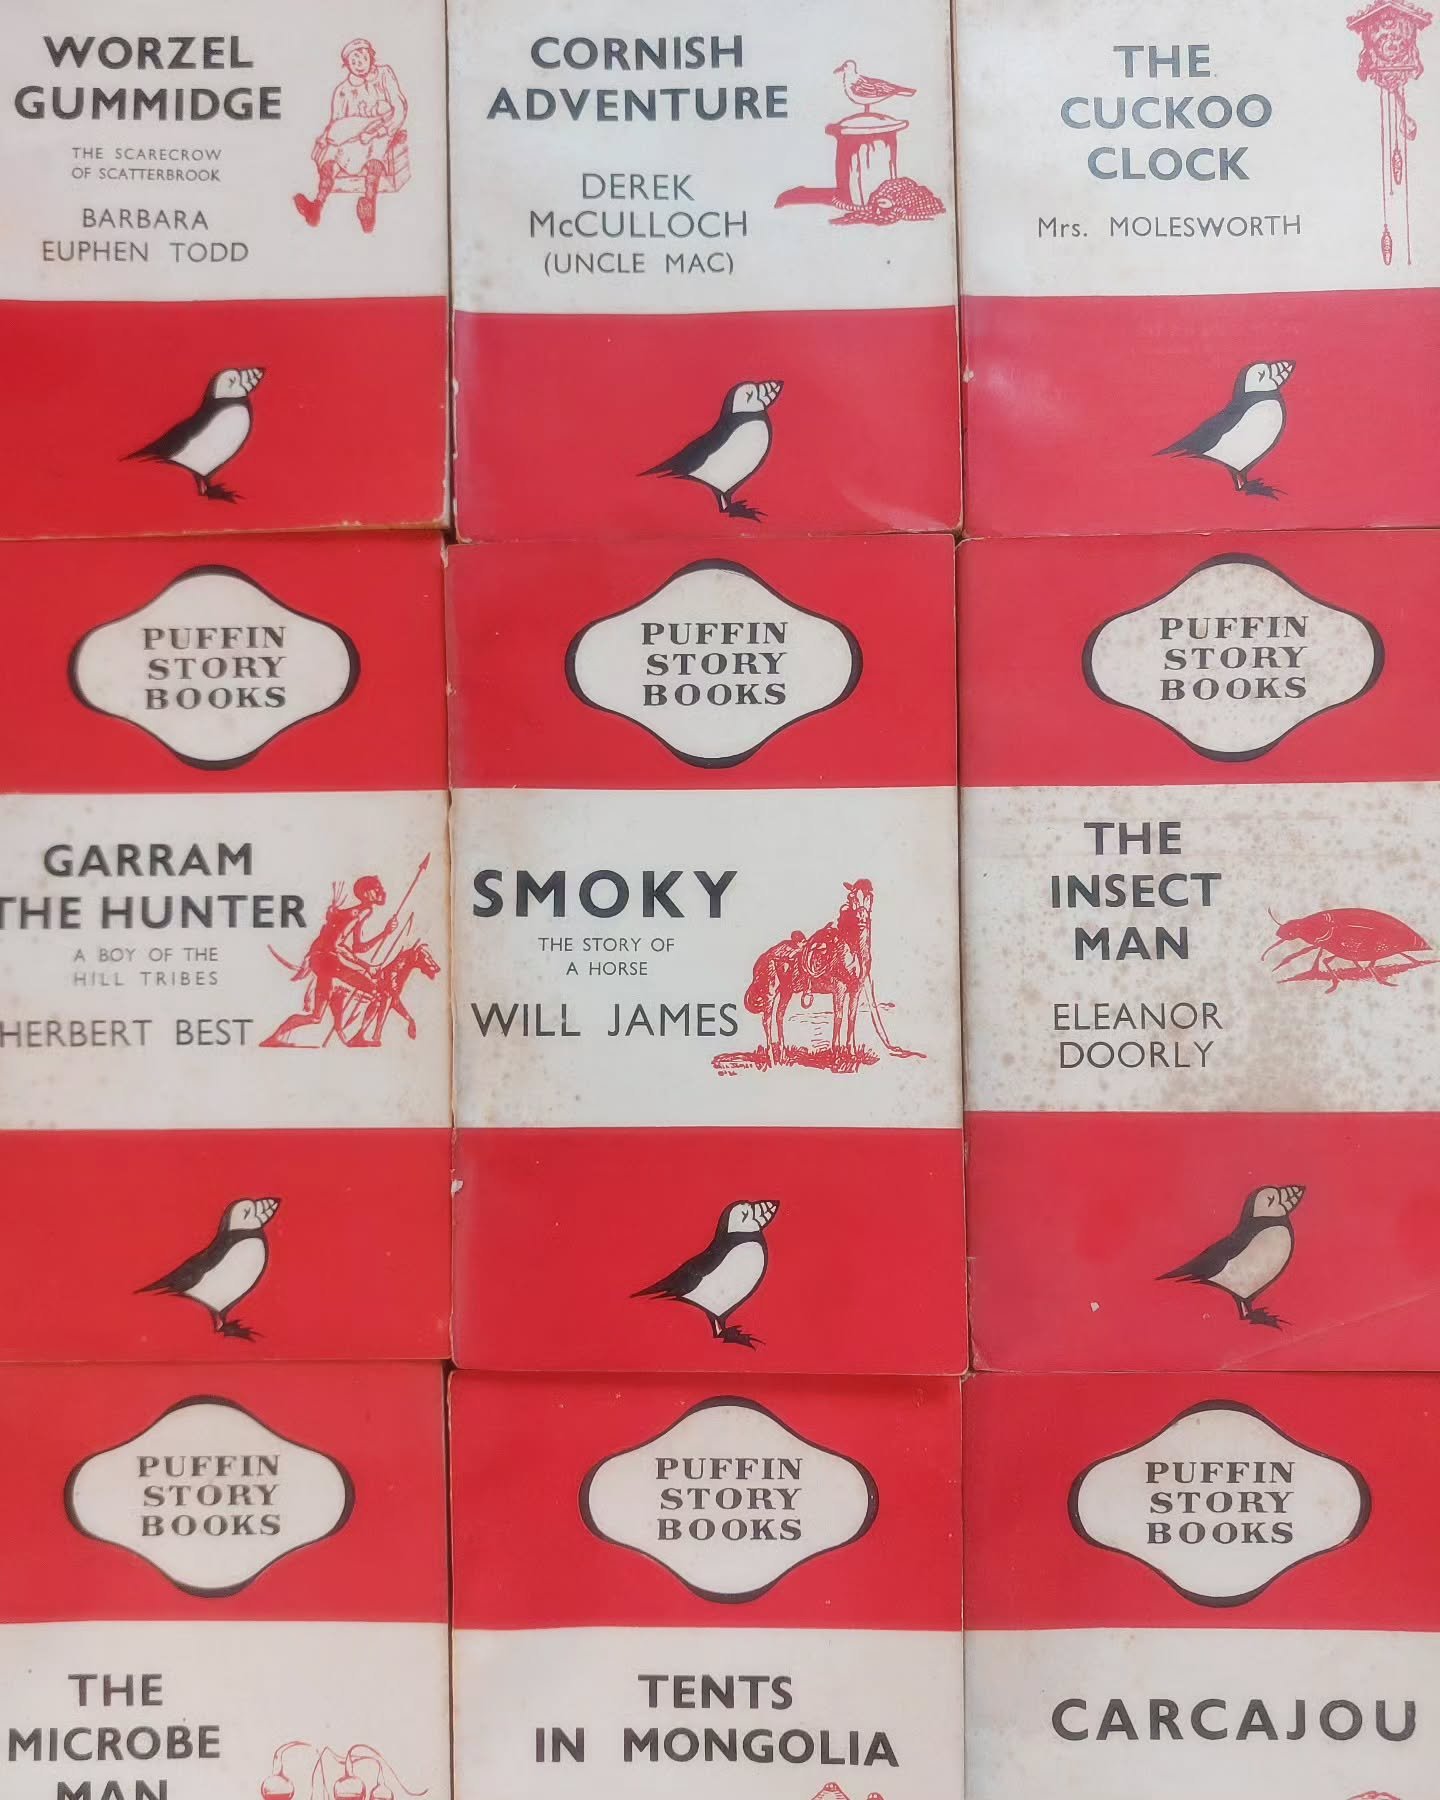 WORZEL
GUMMIDGE
THE SCARECROW
OF SCATTERBROOK
BARBARA
EUPHEN TODD
CORNISH
ADVENTURE
DEREK
McCULLOCH
(UNCLE MAC)
THE
CUCKOO
CLOCK
Mrs. MOLESWORTH
PUFFIN
STORY
BOOKS
GARRAM
THE HUNTER
A BOY OF THE
HILL TRIBES
HERBERT BEST
PUFFIN
STORY
BOOKS
SMOKY
THE STORY OF
A HORSE
WILL JAMES
PUFFIN
STORY
BOOKS
THE
INSECT
MAN
ELEANOR
DOORLY
PUFFIN
STORY
BOOKS
THE
MICROBE
MAN
PUFFIN
STORY
BOOKS
TENTS
IN MONGOLIA
PUFFIN
STORY
BOOKS
CARCAJOU